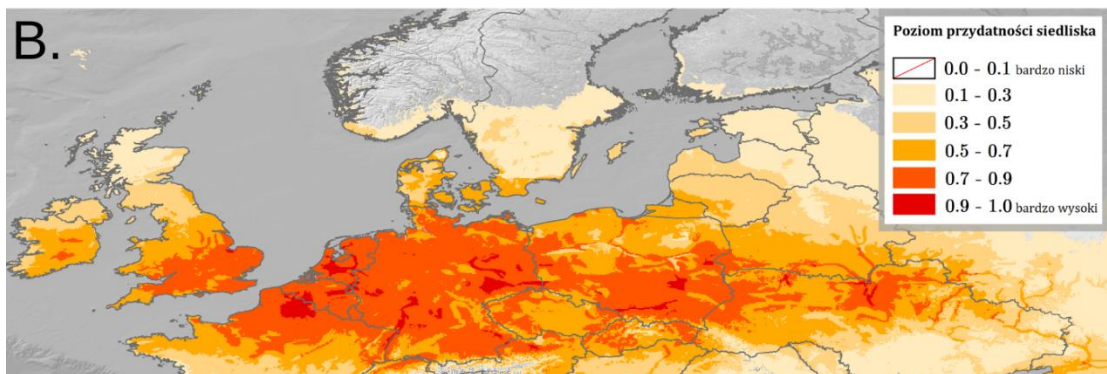 B.
Poziom przydatności siedliska
0.0 - 0.1 bardzo niski
0.1 - 0.3
0.3 - 0.5
0.5 - 0.7
0.7 - 0.9
0.9 - 1.0 bardzo wysoki